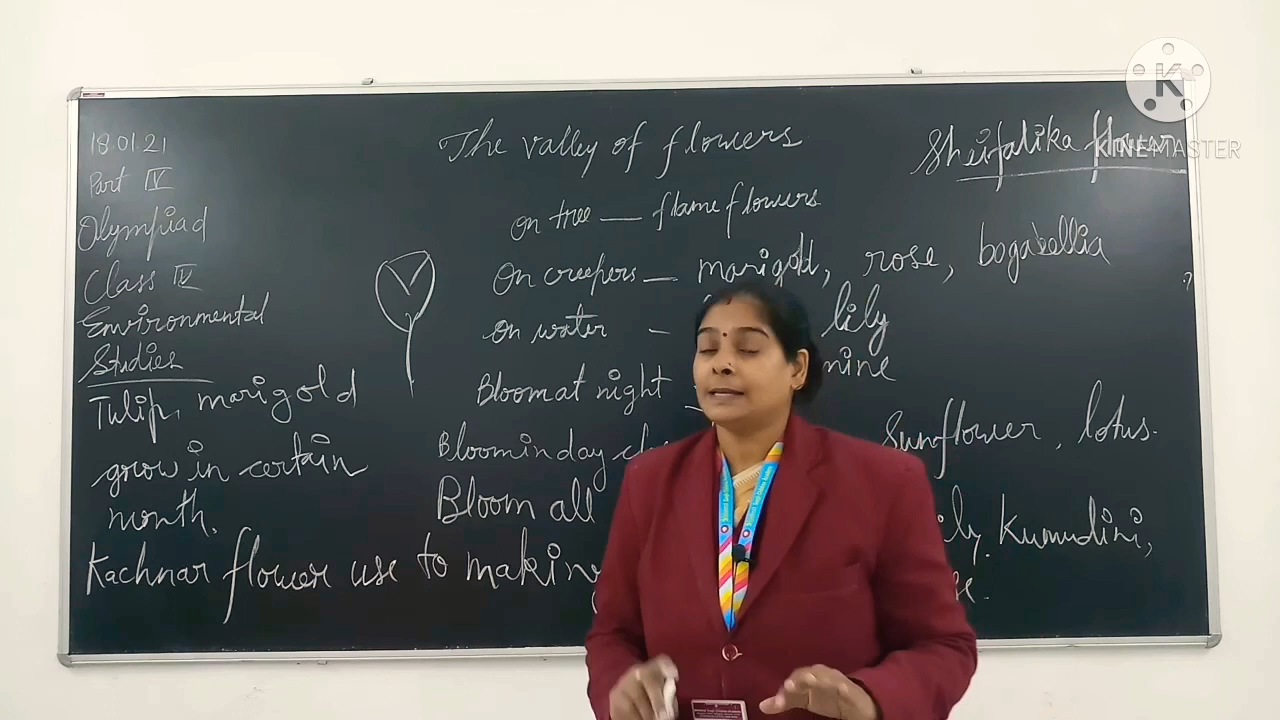 18.01.21
Part IV
Olympiad
Class IV
Environmental
Studies
Tulip, marigold
grow in certain
month.
Kachnar flower use to making
The valley of flowers
on tree — flame flowers
On creepers — marigold, rose, bogabellia
on water — lily
Bloom at night -
Bloom in day Sunflower, lotus.
Bloom all Kumudini,
Sheifalika flower
K
KINEMASTER